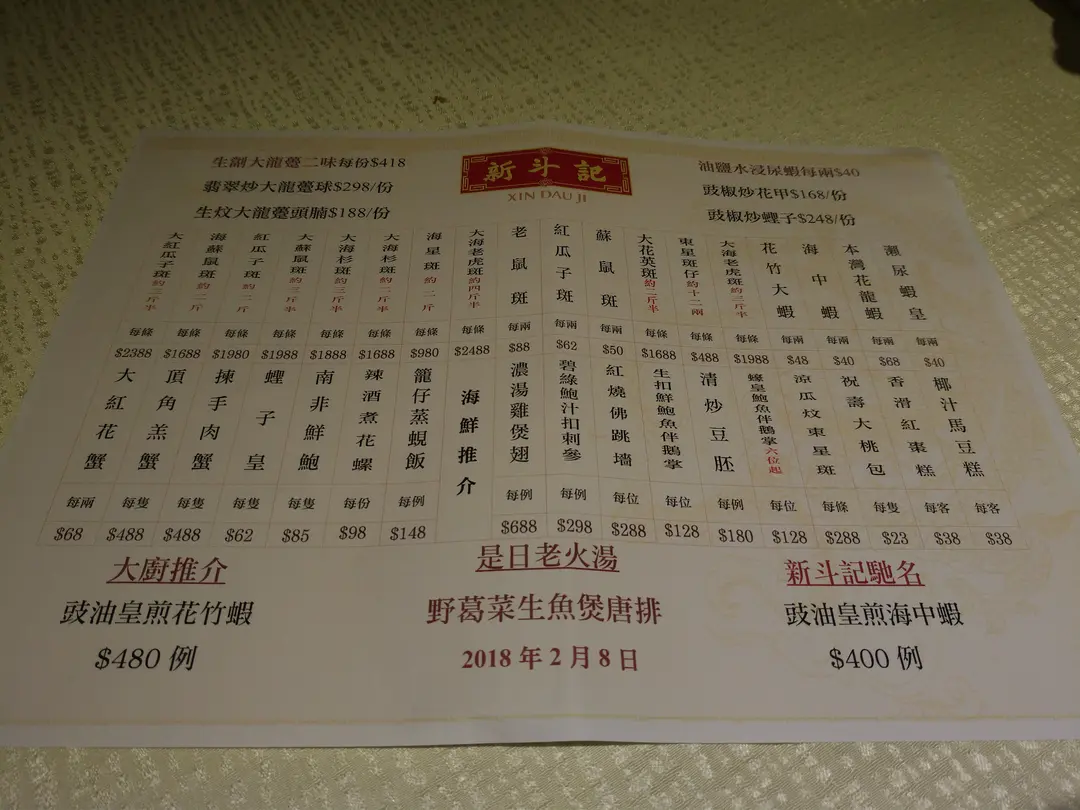 生劏大龍躉二味每份$418
翡翠炒大龍躉球$298/份
生炆大龍躉頭腩$188/份
新斗記
XIN DAU JI
油鹽水浸尿蝦每兩$40
豉椒炒花甲$168/份
豉椒炒蟶子$248/份
大紅瓜子斑約三斤半 每條 $2388
海蘇鼠斑約二斤 每條 $1688
紅瓜子斑約二斤 每條 $1980
大蘇鼠斑約三斤半 每條 $1988
大海杉斑約三斤半 每條 $1888
大海杉斑約二斤半 每條 $1688
海星斑約二斤 每條 $980
大海老虎斑約四斤半 每條 $2488
老鼠斑 每兩 $88
紅瓜子斑 每兩 $62
蘇鼠斑 每兩 $50
大花英斑約二斤半 每條 $1688
東星斑仔約十二兩 每條 $488
大海老虎斑約三斤半 每條 $1988
花竹大蝦 每兩 $48
海中蝦 每兩 $40
本灣花龍蝦 每兩 $68
瀨尿蝦皇 每兩 $40
大紅花蟹 每兩 $68
頂角羔蟹 每隻 $488
揀手肉蟹 每隻 $488
蟶子皇 每隻 $62
南非鮮鮑 每隻 $85
辣酒煮花螺 每份 $98
籠仔蒸蜆飯 每例 $148
海鮮推介
濃湯雞煲翅 每例 $688
碧綠鮑汁扣刺參 每例 $298
紅燒佛跳墻 每位 $288
生扣鮮鮑魚伴鵝掌 每位 $128
清炒豆胚 每例 $180
蠔皇鮑魚伴鵝掌六位起 每位 $128
涼瓜炆東星斑 每條 $288
祝壽大桃包 每隻 $23
香滑紅棗糕 每客 $38
椰汁馬豆糕 每客 $38
大廚推介
豉油皇煎花竹蝦
$480 例
是日老火湯
野葛菜生魚煲唐排
2018 年 2 月 8 日
新斗記馳名
豉油皇煎海中蝦
$400 例